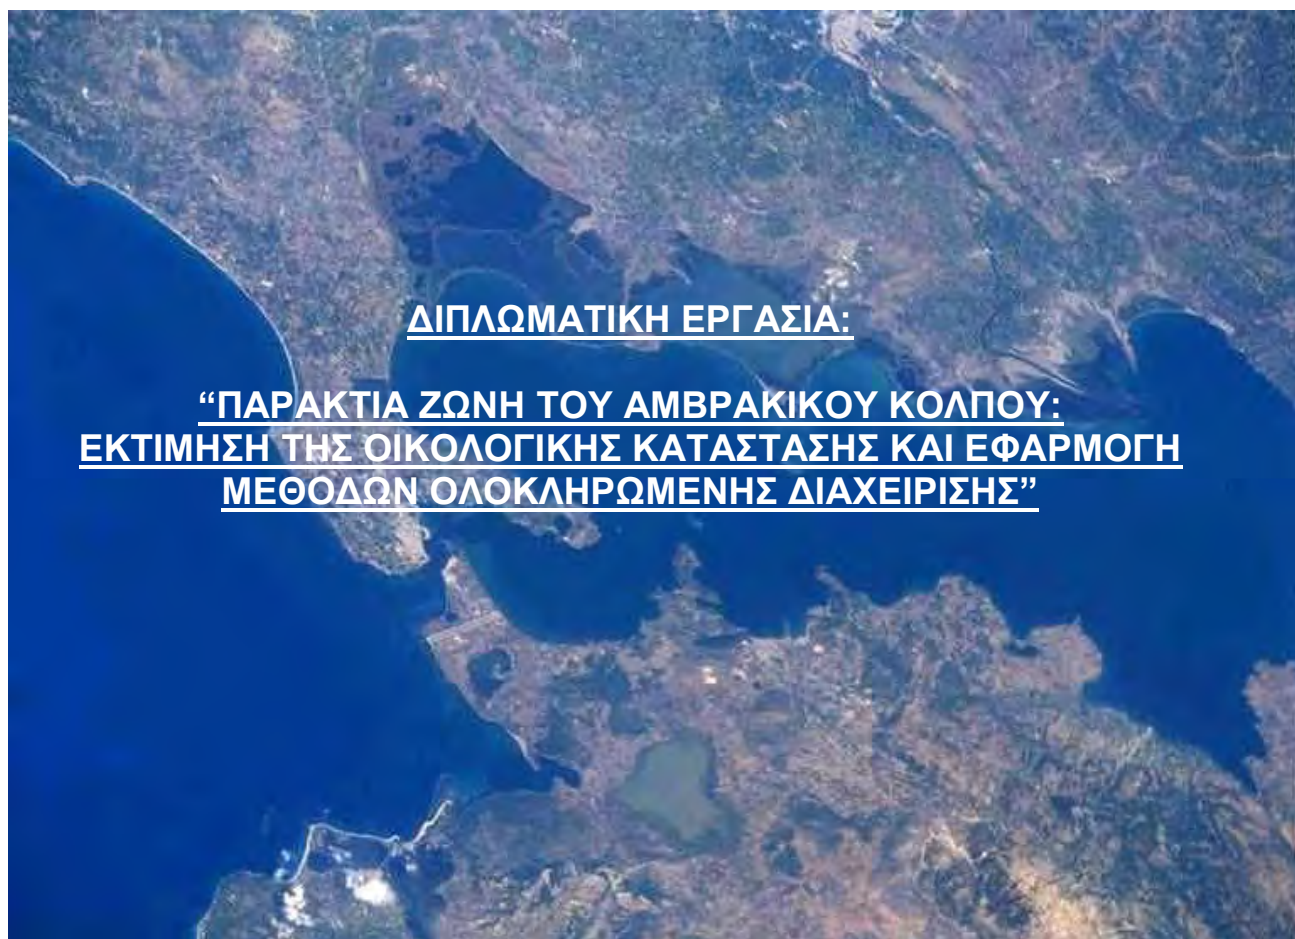 ΔΙΠΛΩΜΑΤΙΚΗ ΕΡΓΑΣΙΑ:
“ΠΑΡΑΚΤΙΑ ΖΩΝΗ ΤΟΥ ΑΜΒΡΑΚΙΚΟΥ ΚΟΛΠΟΥ:
ΕΚΤΙΜΗΣΗ ΤΗΣ ΟΙΚΟΛΟΓΙΚΗΣ ΚΑΤΑΣΤΑΣΗΣ ΚΑΙ ΕΦΑΡΜΟΓΗ
ΜΕΘΟΔΩΝ ΟΛΟΚΛΗΡΩΜΕΝΗΣ ΔΙΑΧΕΙΡΙΣΗΣ”